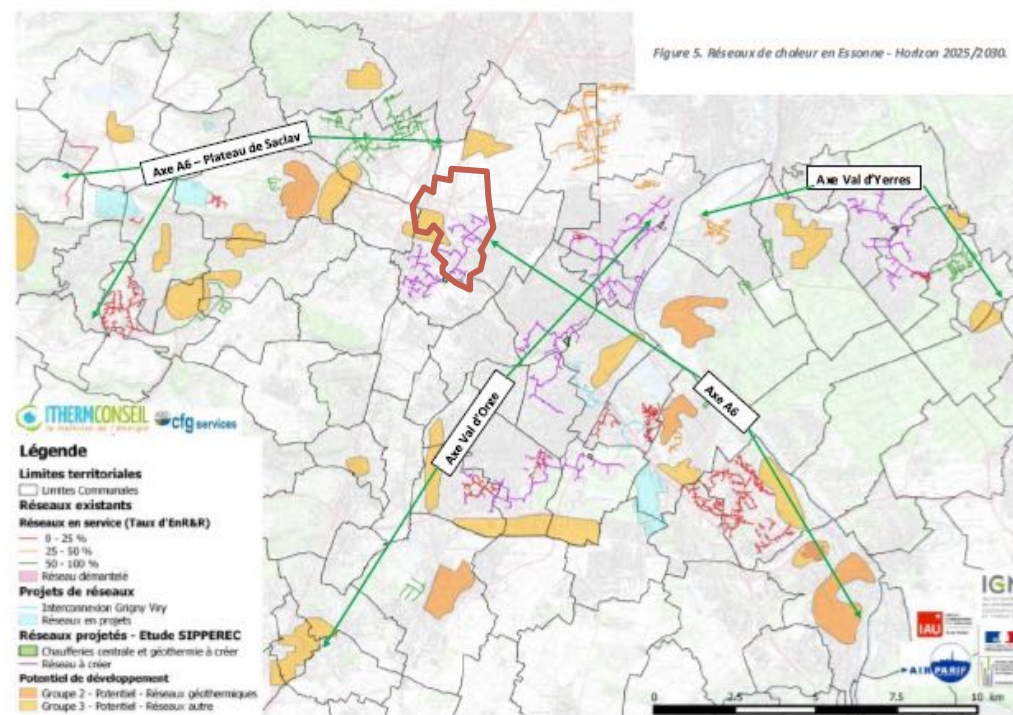 Figure 5. Réseaux de chaleur en Essonne - Horizon 2025/2030.
Axe A6 – Plateau de Saclay
Axe Val d'Yerres
Axe Val d'Orge
Axe A6
ITHERMCONSEIL
la maîtrise de l'énergie
cfg services
Légende
Limites territoriales
Limites Communales
Réseaux existants
Réseaux en service (Taux d'EnR&R)
0 - 25 %
25 - 50 %
50 - 100 %
Réseau démantelé
Projets de réseaux
Interconnexion Grigny Viry
Réseaux en projets
Réseaux projetés - Etude SIPPEREC
Chaufferies centrale et géothermie à créer
Réseau à créer
Potentiel de développement
Groupe 2 - Potentiel - Réseaux géothermiques
Groupe 3 - Potentiel - Réseaux autre
IGN
IAU
AIRPARIF
0 2.5 5 7.5 10 km